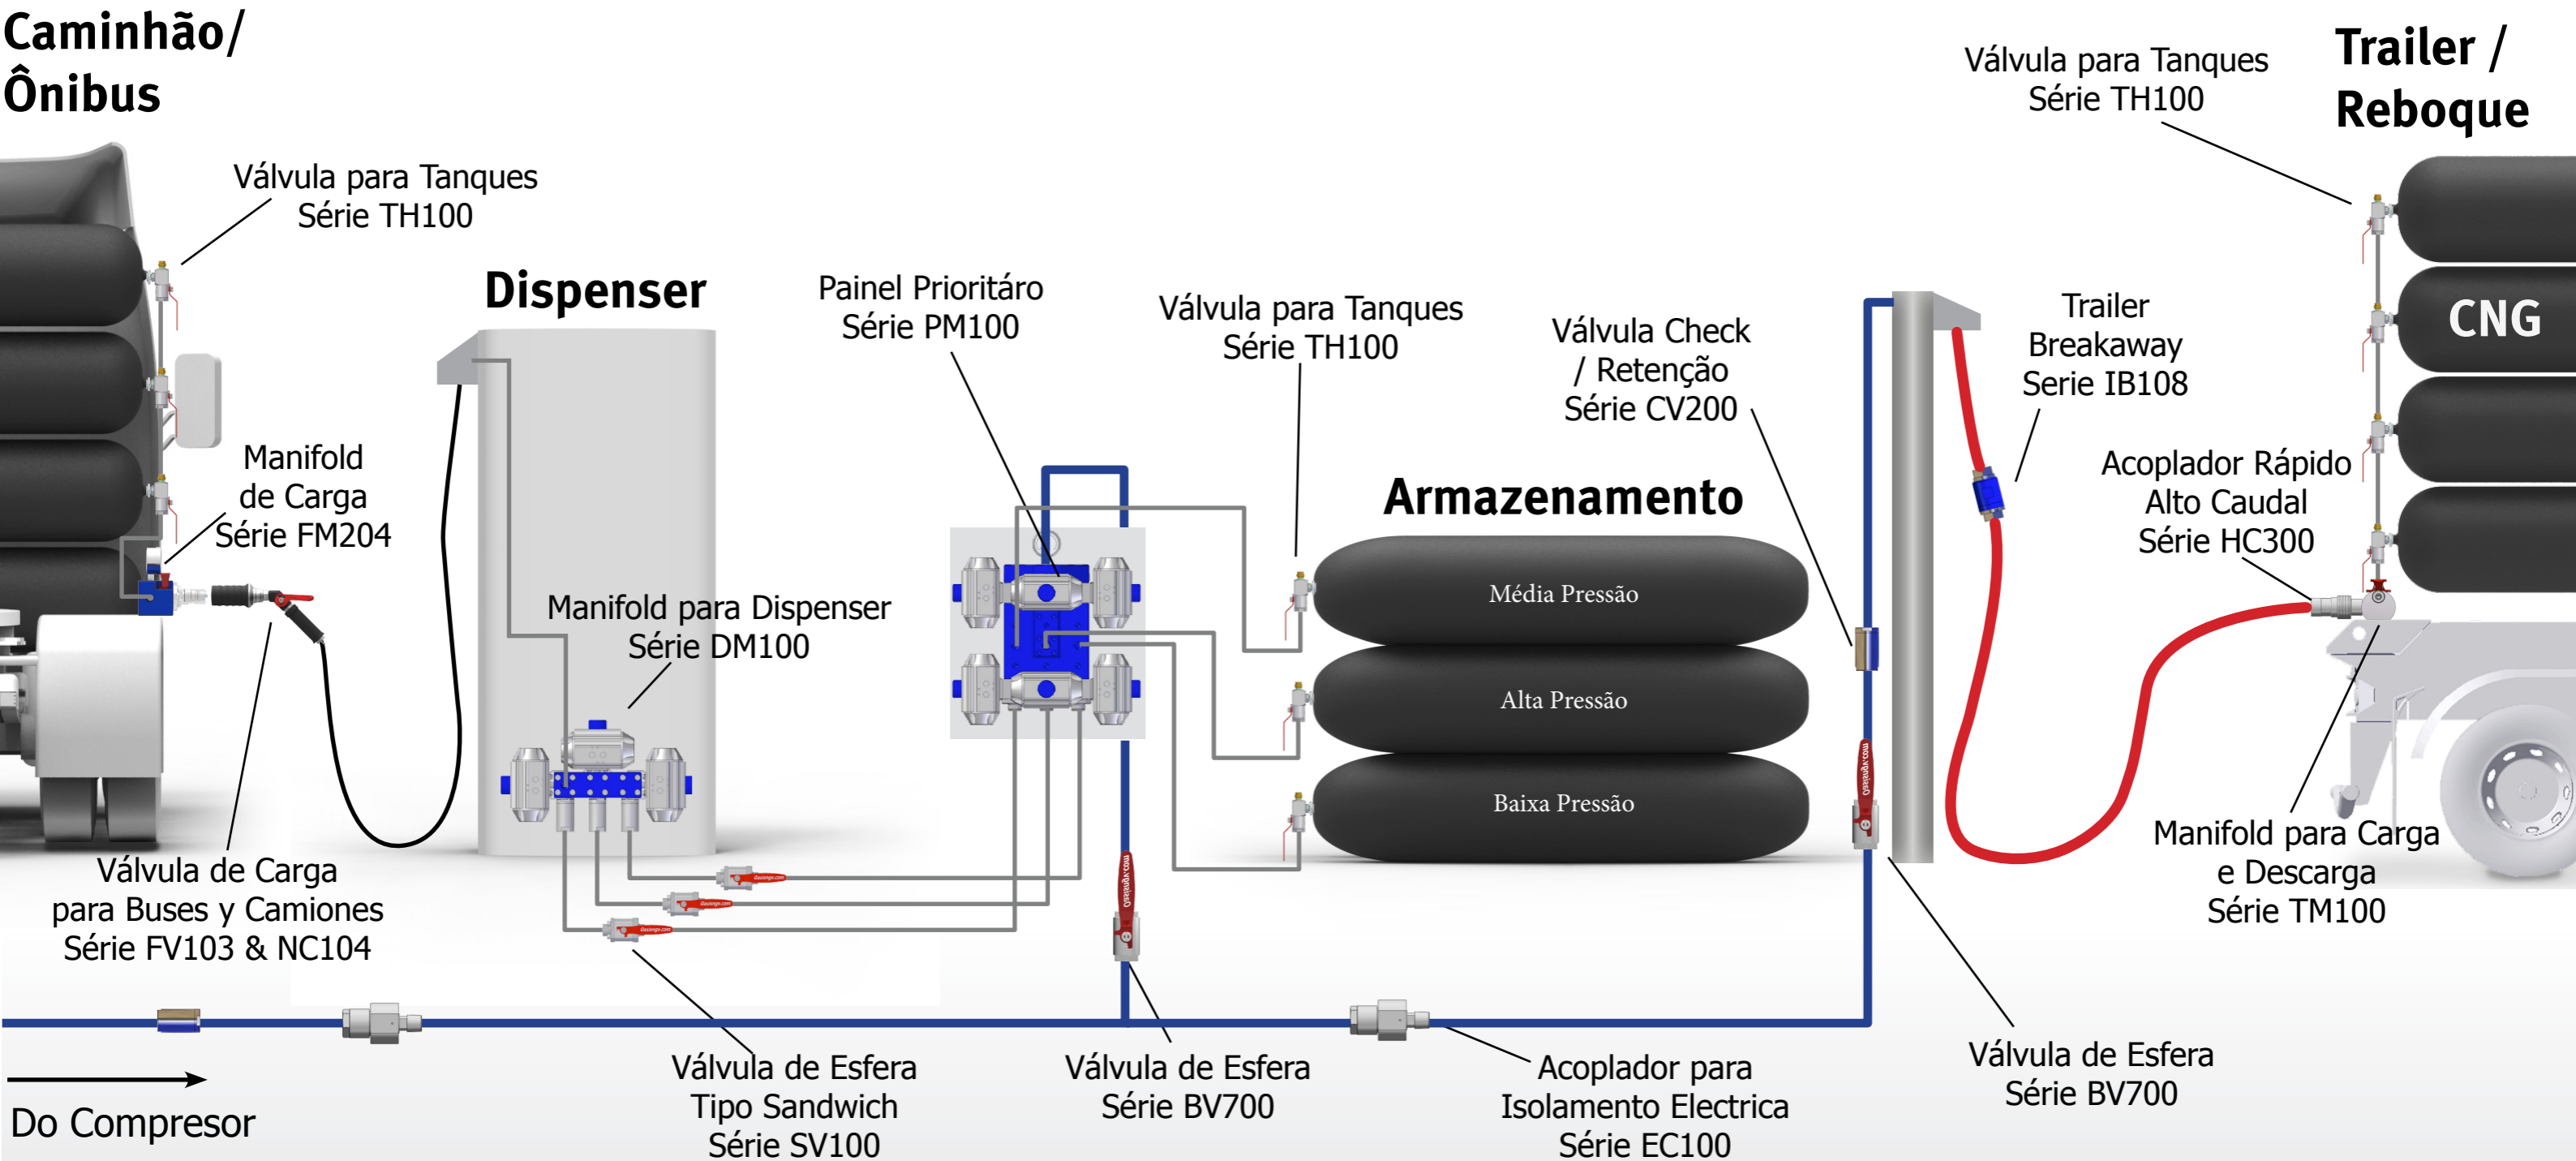 Caminhão/
Ônibus
Válvula para Tanques
Série TH100
Manifold
de Carga
Série FM204
Válvula de Carga
para Buses y Camiones
Série FV103 & NC104
Dispenser
Manifold para Dispenser
Série DM100
Painel Prioritáro
Série PM100
Válvula para Tanques
Série TH100
Armazenamento
Média Pressão
Alta Pressão
Baixa Pressão
Válvula Check
/ Retenção
Série CV200
Trailer
Breakaway
Serie IB108
Válvula para Tanques
Série TH100
Trailer /
Reboque
CNG
Acoplador Rápido
Alto Caudal
Série HC300
Manifold para Carga
e Descarga
Série TM100
Gasiengv.com
Gasiengv.com
Do Compresor
Válvula de Esfera
Tipo Sandwich
Série SV100
Válvula de Esfera
Série BV700
Acoplador para
Isolamento Electrica
Série EC100
Válvula de Esfera
Série BV700